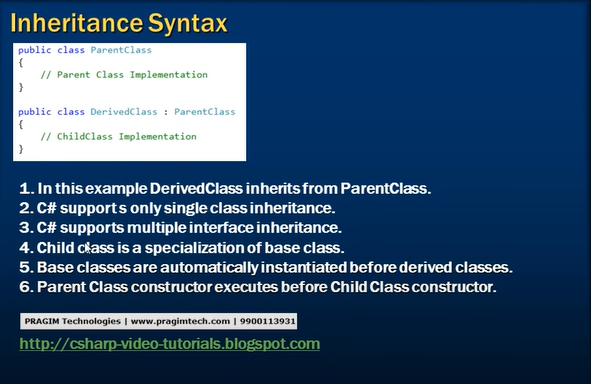 Inheritance Syntax
public class ParentClass
{
// Parent Class Implementation
}
public class DerivedClass : ParentClass
{
// ChildClass Implementation
}
1. In this example DerivedClass inherits from ParentClass.
2. C# support s only single class inheritance.
3. C# supports multiple interface inheritance.
4. Child class is a specialization of base class.
5. Base classes are automatically instantiated before derived classes.
6. Parent Class constructor executes before Child Class constructor.
PRAGIM Technologies | www.pragimtech.com | 9900113931
http://csharp-video-tutorials.blogspot.com